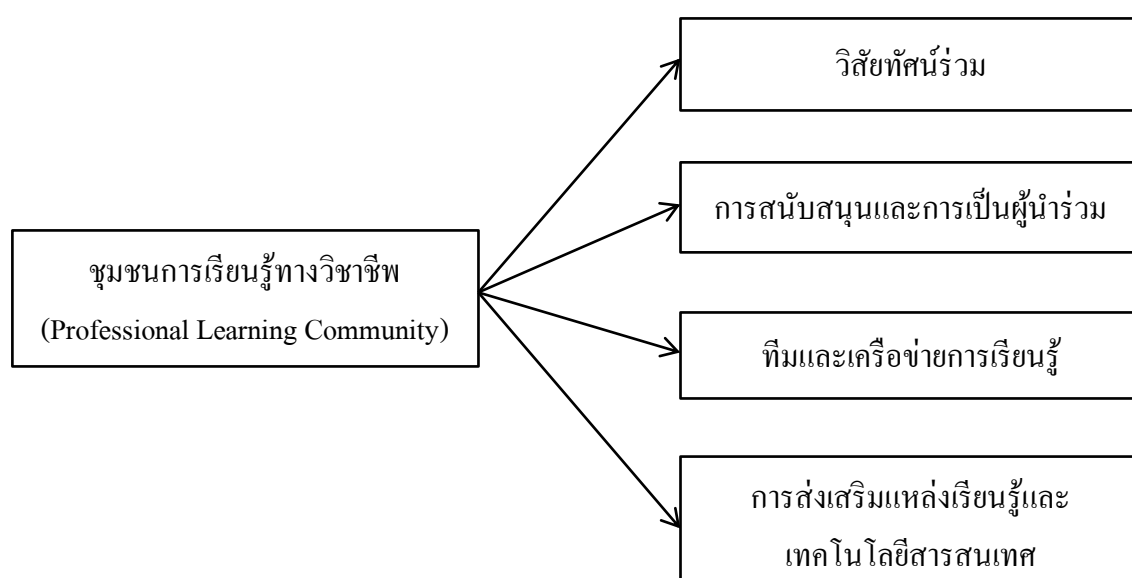 วิสัยทัศน์ร่วม
การสนับสนุนและการเป็นผู้นำร่วม
ชุมชนการเรียนรู้ทางวิชาชีพ
(Professional Learning Community)
ทีมและเครือข่ายการเรียนรู้
การส่งเสริมแหล่งเรียนรู้และ
เทคโนโลยีสารสนเทศ